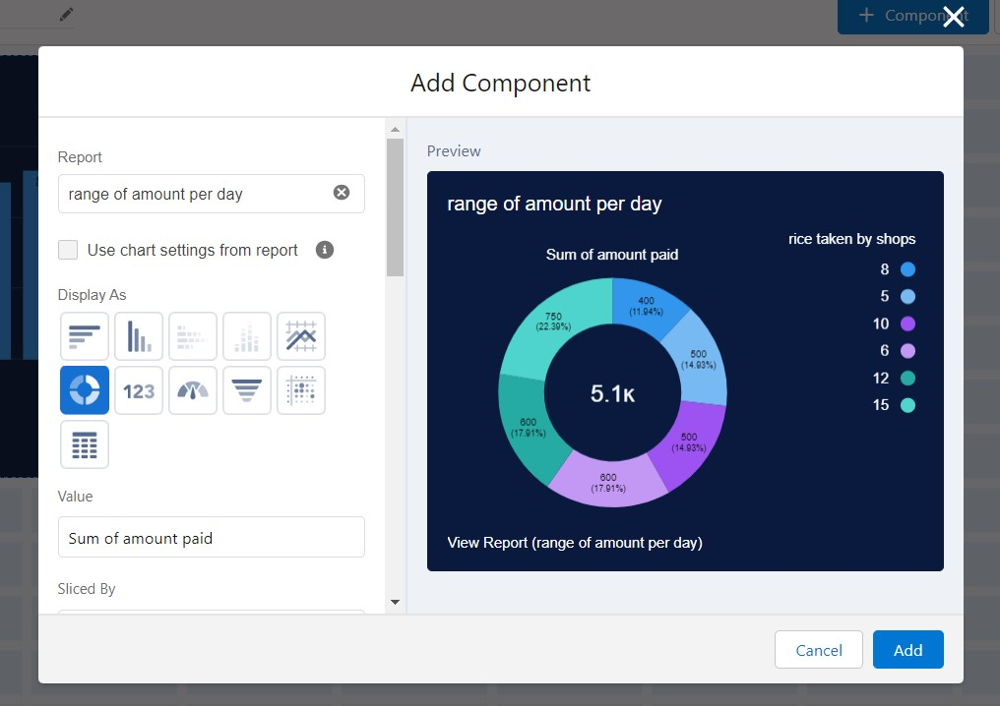 Component
Add Component
Report
range of amount per day
Use chart settings from report
Display As
123
Value
Sum of amount paid
Sliced By
Preview
range of amount per day
rice taken by shops
Sum of amount paid
8
5
10
6
12
15
400
(11.94%)
500
(14.93%)
500
(14.93%)
600
(17.91%)
600
(17.91%)
750
(22.39%)
5.1K
View Report (range of amount per day)
Cancel
Add